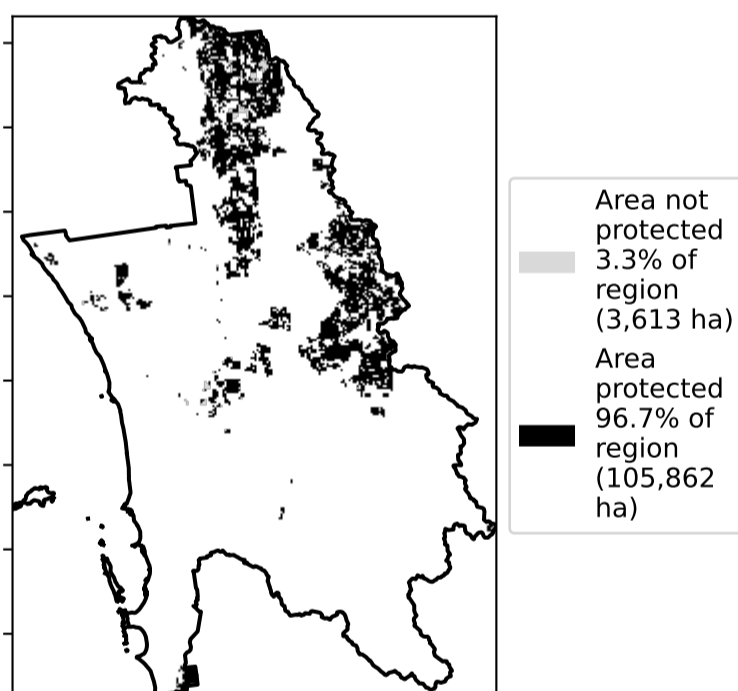 Area not
protected
3.3% of
region
(3,613 ha)
Area
protected
96.7% of
region
(105,862
ha)